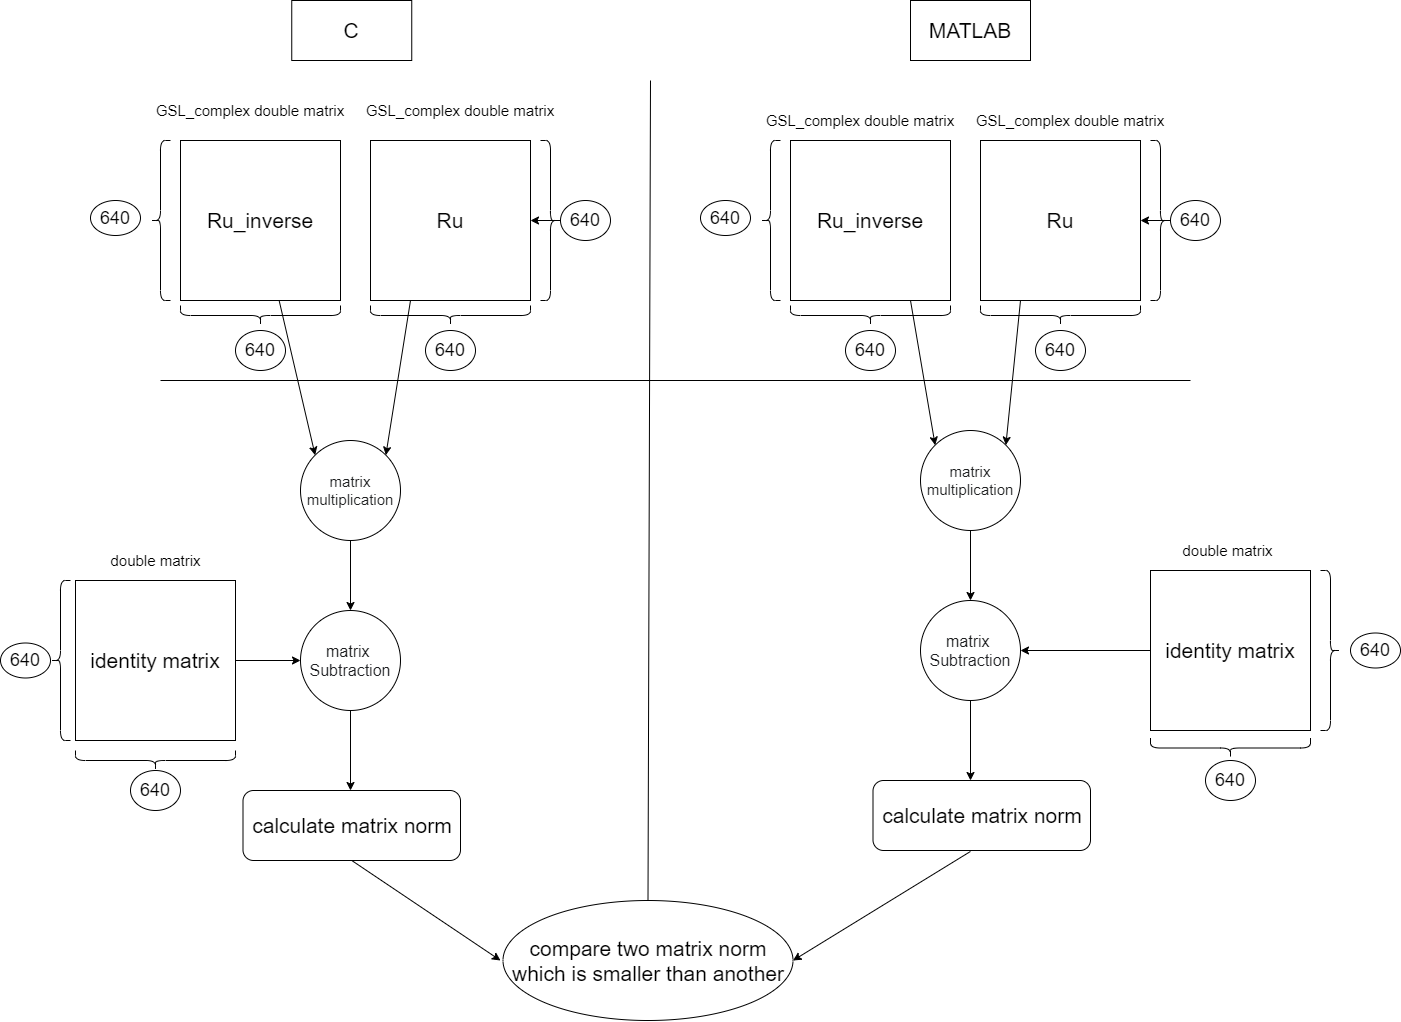 C
MATLAB
GSL_complex double matrix
GSL_complex double matrix
GSL_complex double matrix
GSL_complex double matrix
640
Ru_inverse
Ru
640
640
Ru_inverse
Ru
640
640
640
640
640
matrix
multiplication
matrix
multiplication
double matrix
double matrix
640
identity matrix
matrix
Subtraction
matrix
Subtraction
identity matrix
640
640
640
calculate matrix norm
calculate matrix norm
compare two matrix norm
which is smaller than another